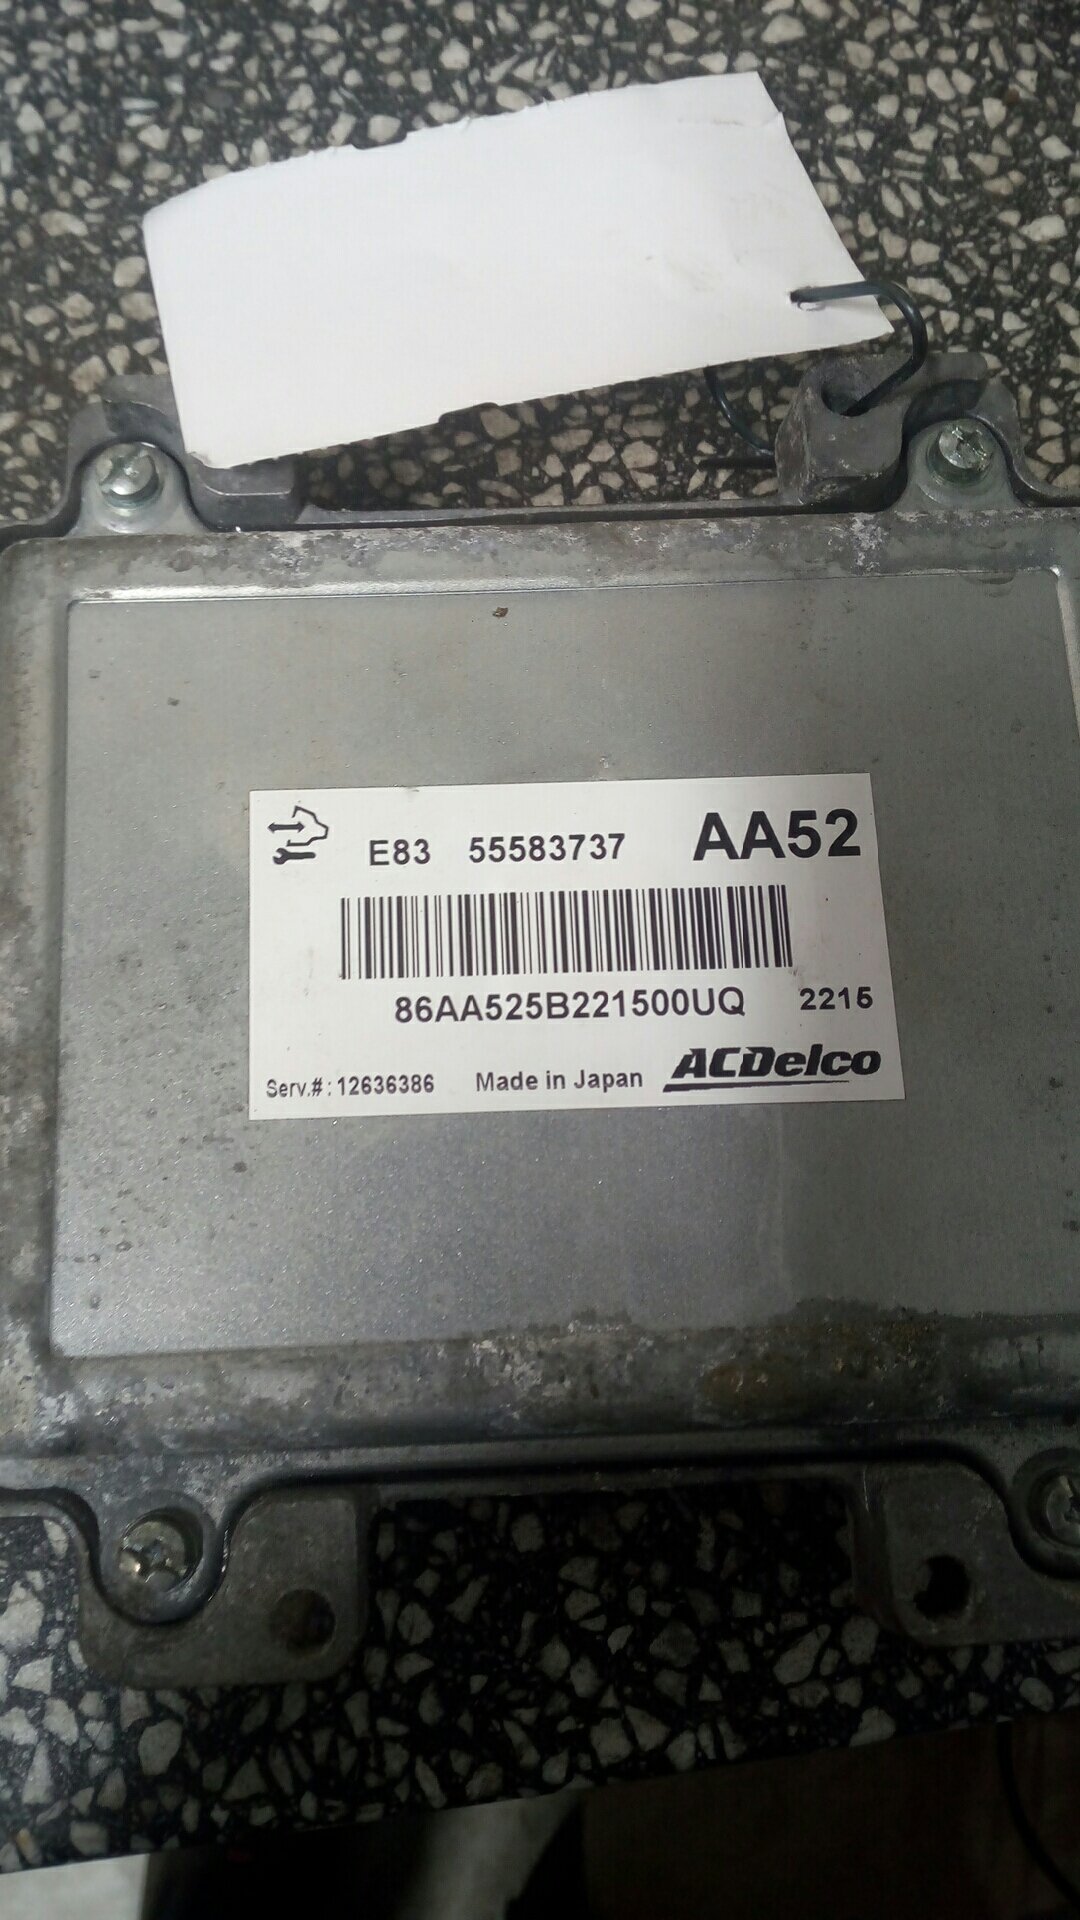 E83 55583737 AA52
86AA525B221500UQ 2215
Serv.#: 12636386 Made in Japan ACDelco